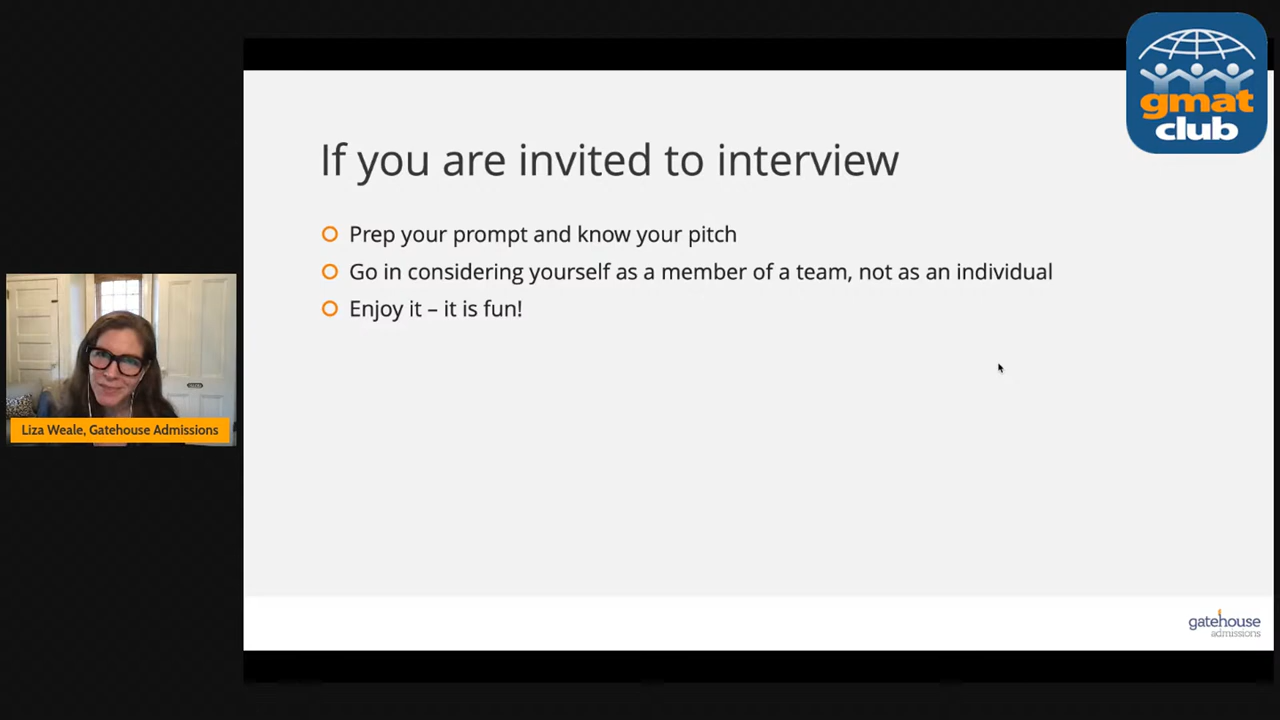 gmat
club
If you are invited to interview
Prep your prompt and know your pitch
Go in considering yourself as a member of a team, not as an individual
Enjoy it – it is fun!
Liza Weale, Gatehouse Admissions
gatehouse
admissions